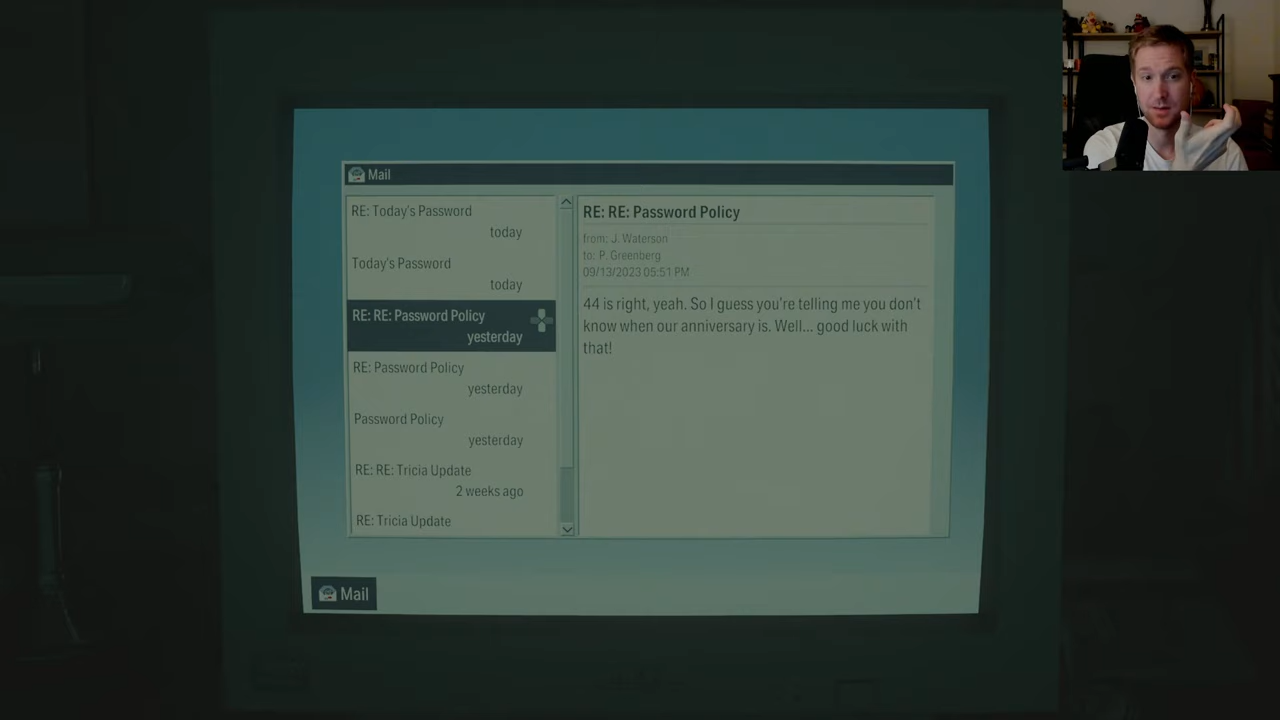 Mail
RE: Today's Password
today
Today's Password
today
RE: RE: Password Policy
yesterday
RE: Password Policy
yesterday
Password Policy
yesterday
RE: RE: Tricia Update
2 weeks ago
RE: Tricia Update
RE: RE: Password Policy
from: J. Waterson
to: P. Greenberg
09/13/2023 05:51 PM
44 is right, yeah. So I guess you're telling me you don't
know when our anniversary is. Well... good luck with
that!
Mail